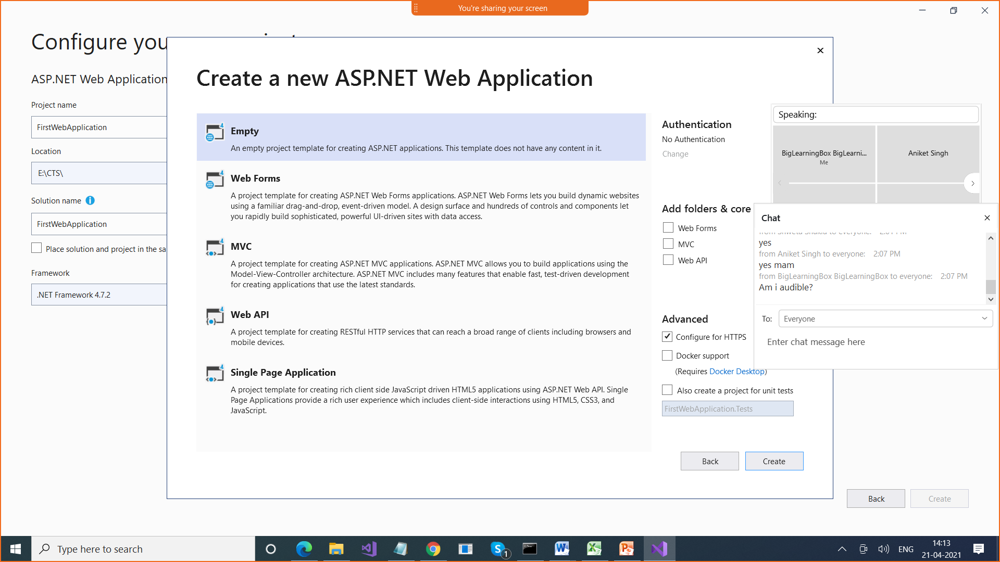 You're sharing your screen
Configure you
ASP.NET Web Application
Project name
FirstWebApplication
Location
E:\CTS\
Solution name
FirstWebApplication
Place solution and project in the sa
Framework
.NET Framework 4.7.2
Create a new ASP.NET Web Application
Empty
An empty project template for creating ASP.NET applications. This template does not have any content in it.
Web Forms
A project template for creating ASP.NET Web Forms applications. ASP.NET Web Forms lets you build dynamic websites
using a familiar drag-and-drop, event-driven model. A design surface and hundreds of controls and components let
you rapidly build sophisticated, powerful UI-driven sites with data access.
MVC
A project template for creating ASP.NET MVC applications. ASP.NET MVC allows you to build applications using the
Model-View-Controller architecture. ASP.NET MVC includes many features that enable fast, test-driven development
for creating applications that use the latest standards.
Web API
A project template for creating RESTful HTTP services that can reach a broad range of clients including browsers and
mobile devices.
Single Page Application
A project template for creating rich client side JavaScript driven HTML5 applications using ASP.NET Web API. Single
Page Applications provide a rich user experience which includes client-side interactions using HTML5, CSS3, and
JavaScript.
Authentication
No Authentication
Change
Add folders & core
Web Forms
MVC
Web API
Advanced
Configure for HTTPS
Docker support
(Requires Docker Desktop)
Also create a project for unit tests
FirstWebApplication.Tests
Back
Create
Speaking:
BigLearningBox BigLearni...
Me
Aniket Singh
Chat
yes
from Aniket Singh to everyone: 2:07 PM
yes mam
from BigLearningBox BigLearningBox to everyone: 2:07 PM
Am i audible?
To:
Everyone
Enter chat message here
Back
Create
Type here to search
1
ENG
14:13
21-04-2021